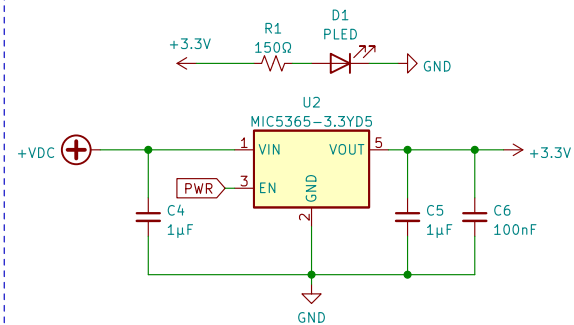 D1
PLED
R1
150Ω
+3.3V
GND
U2
MIC5365-3.3YD5
+VDC
1
VIN
VOUT
5
+3.3V
PWR
3
EN
GND
2
C4
1µF
C5
1µF
C6
100nF
GND